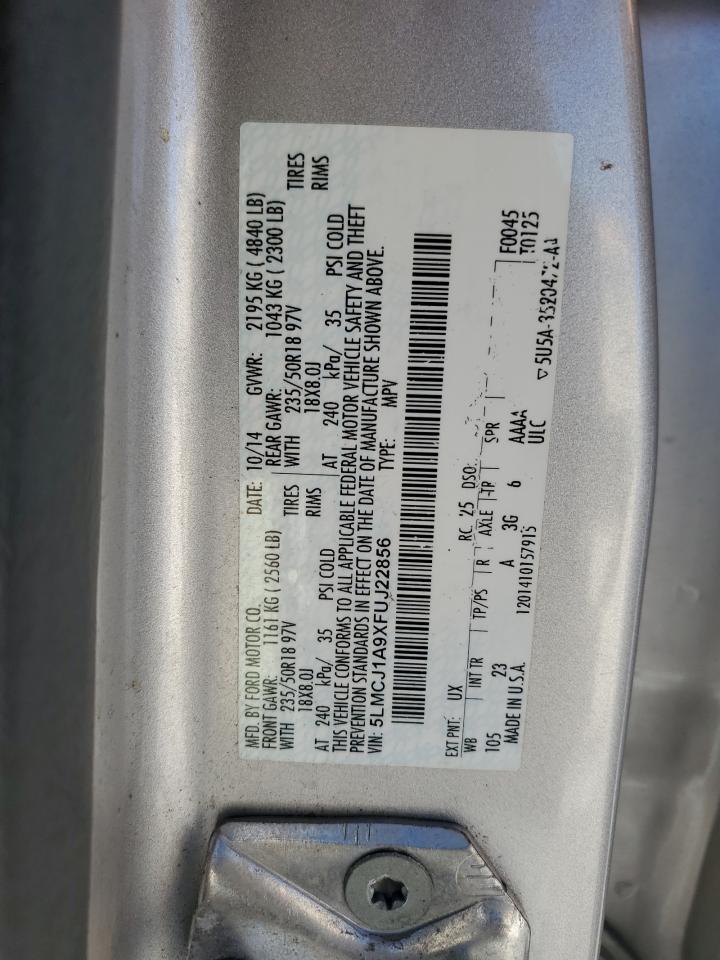 MFD. BY FORD MOTOR CO. DATE: 10/14 GVWR: 2195 KG ( 4840 LB)
FRONT GAWR: 1161 KG ( 2560 LB) REAR GAWR: 1043 KG ( 2300 LB)
WITH 235/50R18 97V TIRES WITH 235/50R18 97V TIRES
18X8.0J RIMS 18X8.0J RIMS
AT 240 kPa/ 35 PSI COLD AT 240 kPa/ 35 PSI COLD
THIS VEHICLE CONFORMS TO ALL APPLICABLE FEDERAL MOTOR VEHICLE SAFETY AND THEFT
PREVENTION STANDARDS IN EFFECT ON THE DATE OF MANUFACTURE SHOWN ABOVE.
VIN: 5LMCJ1A9XFUJ22856 TYPE: MPV
EXT PNT: UX RC: 25 DSO: F0045
WB INT TR TP/PS R AXLE TP SPR T0125
105 23 A 3G 6 AAAA
MADE IN U.S.A. 1201410157915 ULC